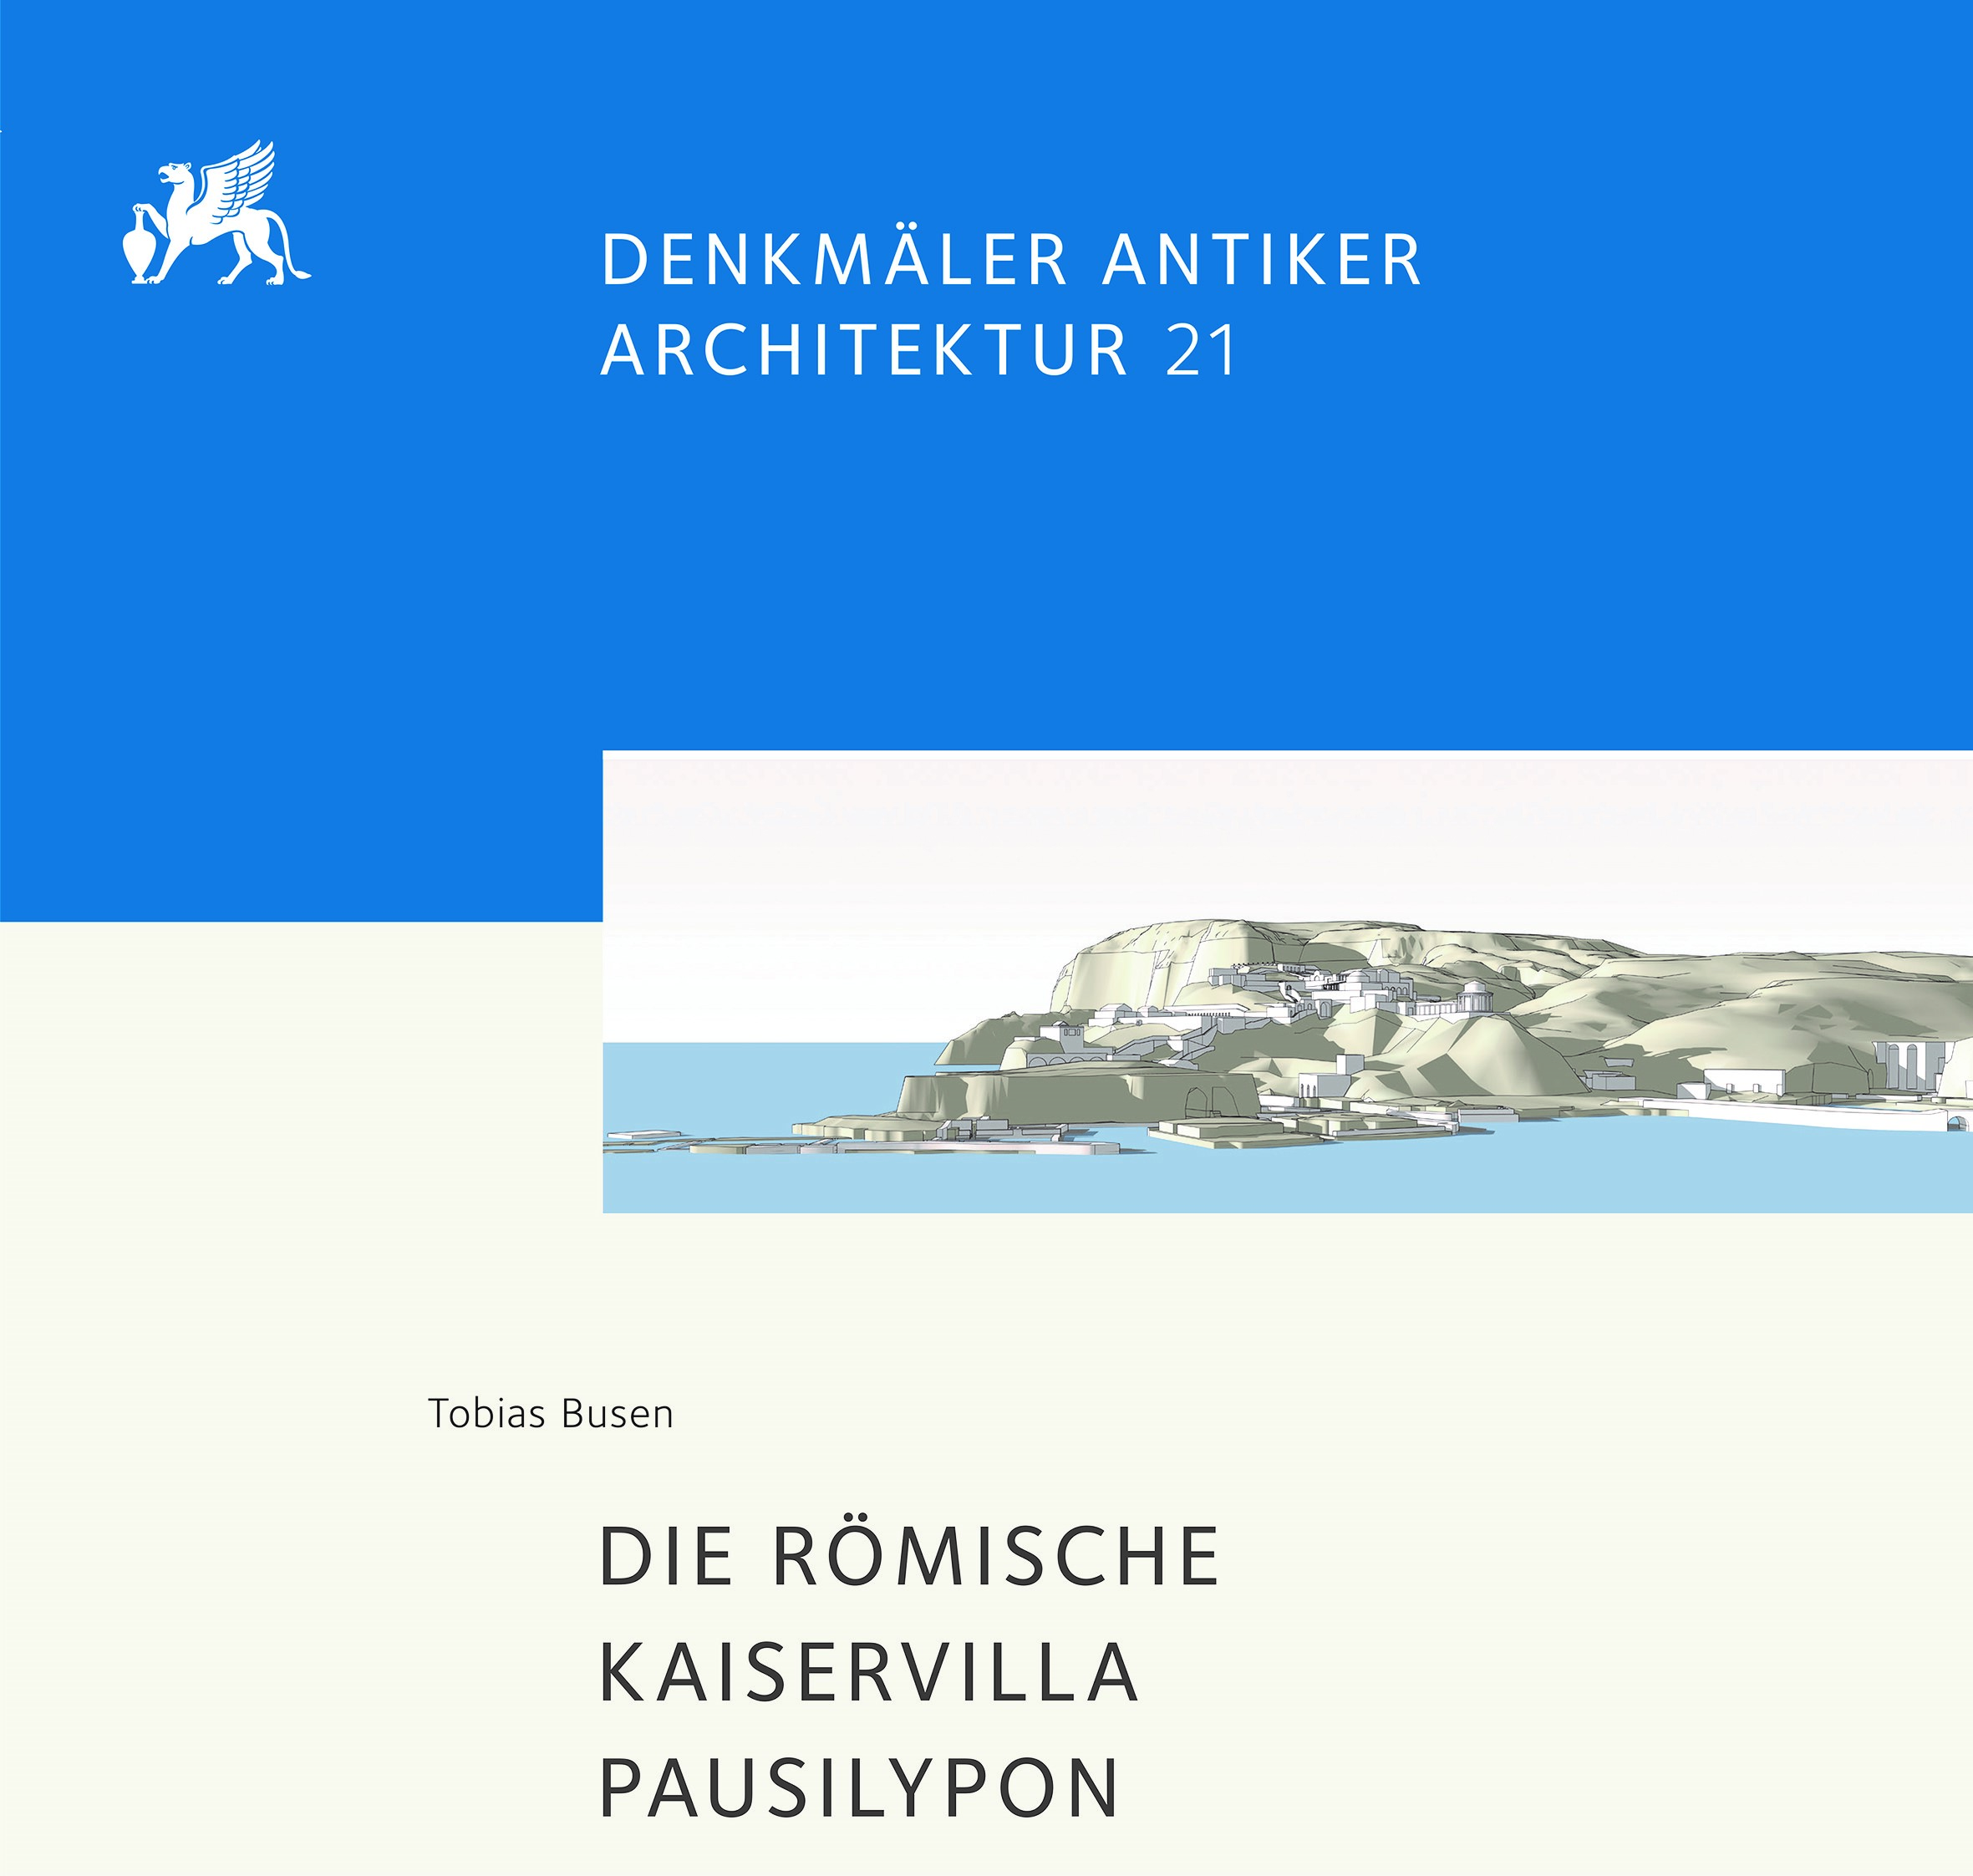 DENKMÄLER ANTIKER
ARCHITEKTUR 21
Tobias Busen
DIE RÖMISCHE
KAISERVILLA
PAUSILYPON